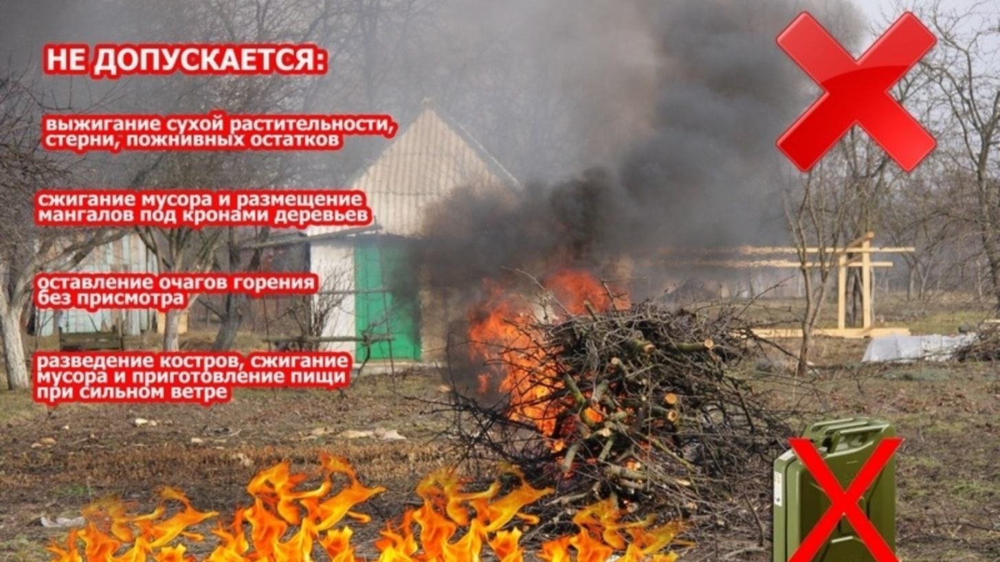 НЕ ДОПУСКАЕТСЯ:
выжигание сухой растительности,
стерни, пожнивных остатков
сжигание мусора и размещение
мангалов под кронами деревьев
оставление очагов горения
без присмотра
разведение костров, сжигание
мусора и приготовление пищи
при сильном ветре